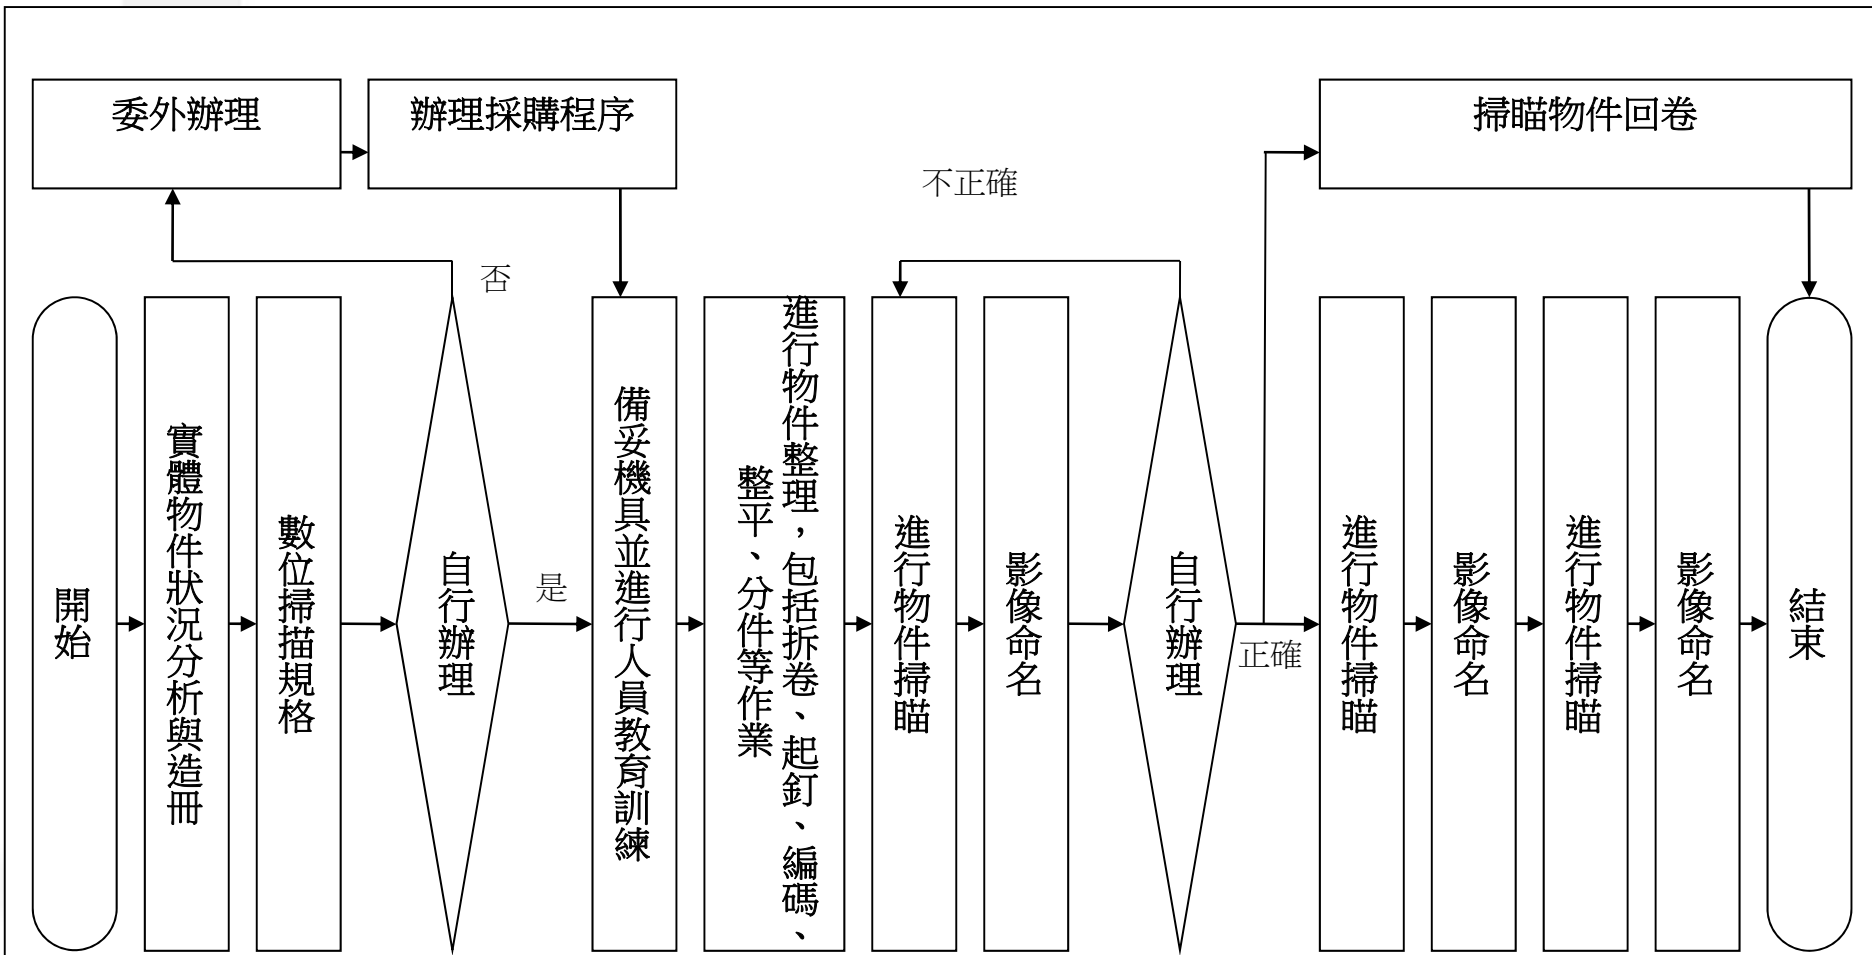 委外辦理
辦理採購程序
掃瞄物件回卷
不正確
否
開始
實體物件狀況分析與造冊
數位掃描規格
自行辦理
是
備妥機具並進行人員教育訓練
進行物件整理，包括拆卷、起釘、編碼、
整平、分件等作業
進行物件掃瞄
影像命名
自行辦理
正確
進行物件掃瞄
影像命名
進行物件掃瞄
影像命名
結束